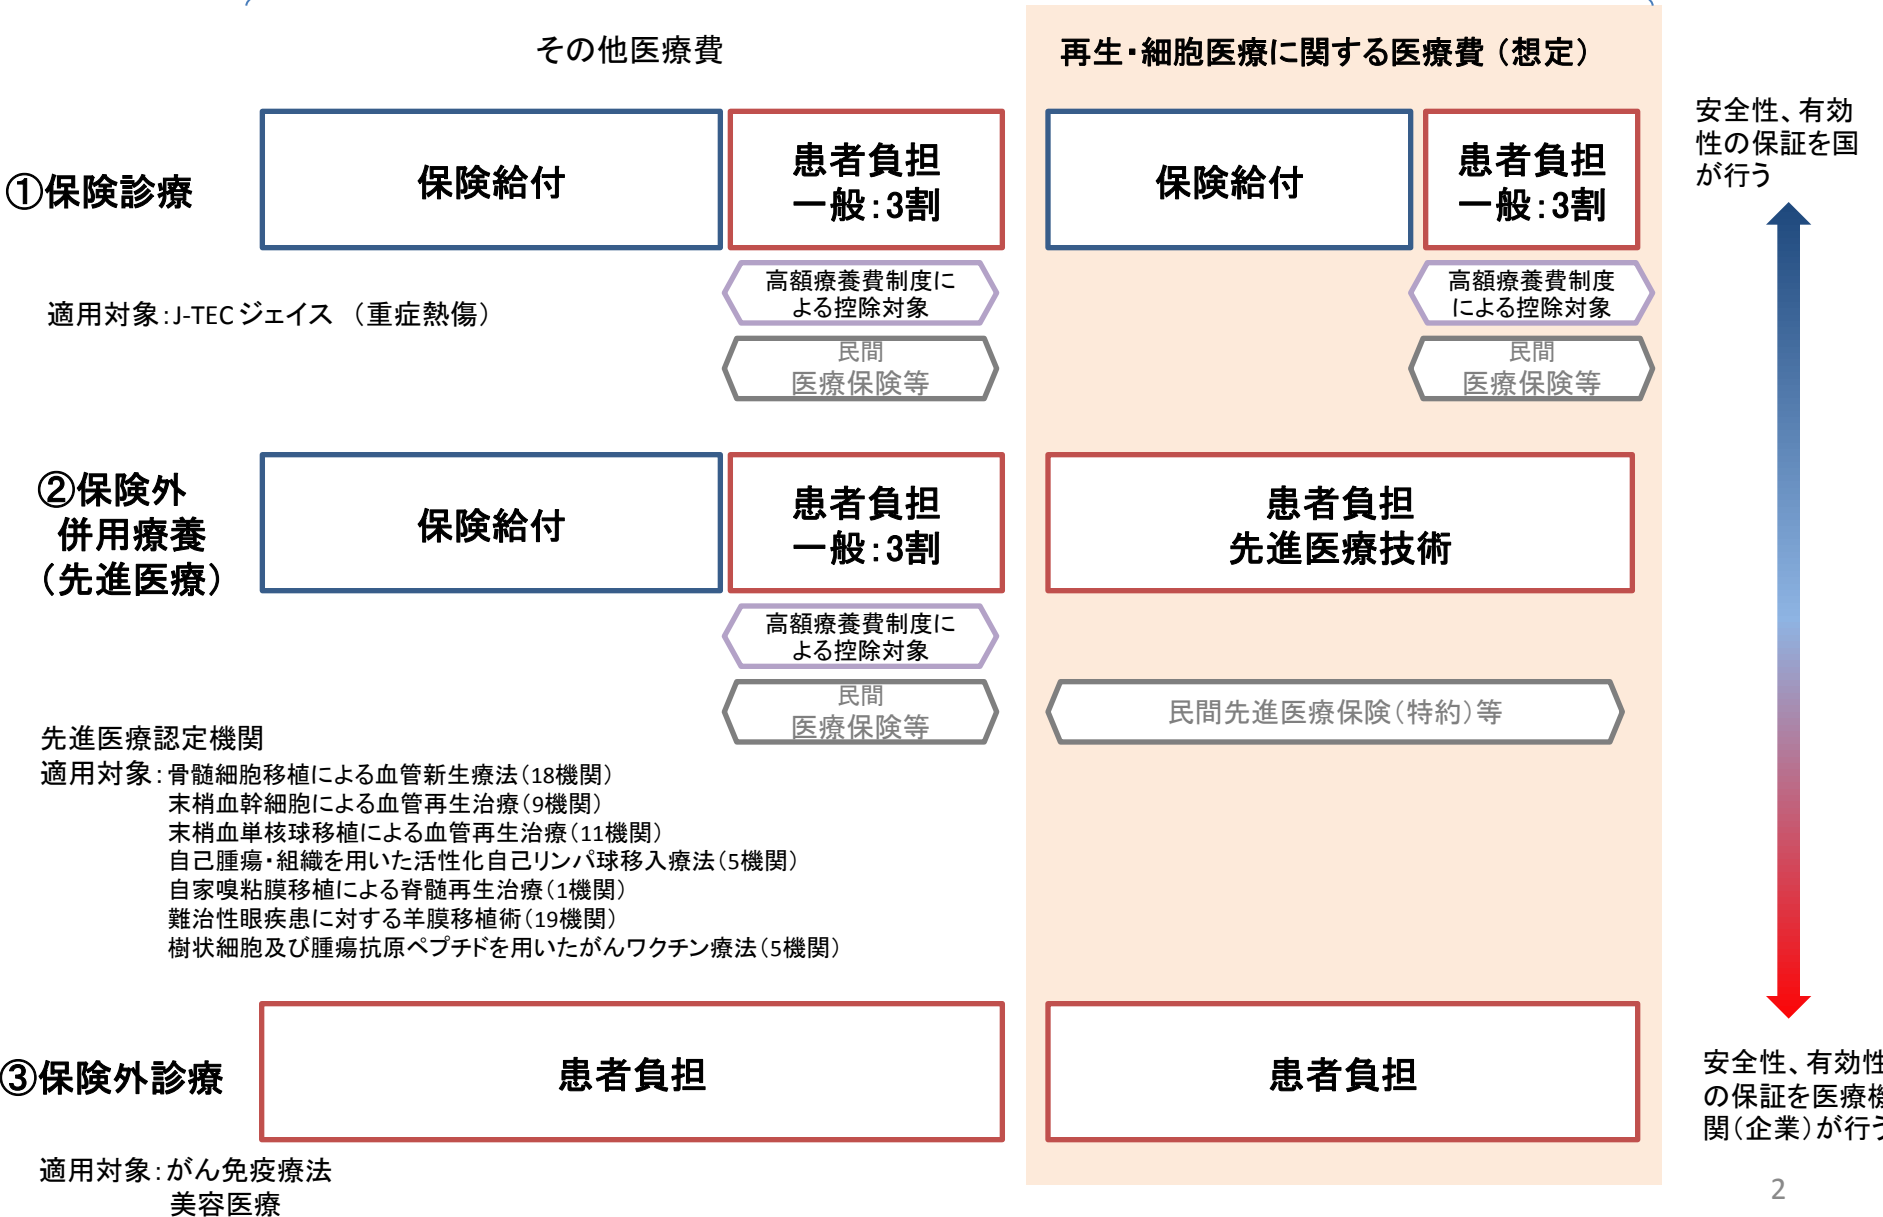 その他医療費
再生・細胞医療に関する医療費（想定）
安全性、有効
性の保証を国
が行う
①保険診療
保険給付
患者負担
一般：3割
保険給付
患者負担
一般：3割
高額療養費制度に
よる控除対象
高額療養費制度
による控除対象
適用対象：J-TECジェイス （重症熱傷）
民間
医療保険等
民間
医療保険等
②保険外
併用療養
（先進医療）
保険給付
患者負担
一般：3割
患者負担
先進医療技術
高額療養費制度に
よる控除対象
民間
医療保険等
民間先進医療保険（特約）等
先進医療認定機関
適用対象：骨髄細胞移植による血管新生療法（18機関）
末梢血幹細胞による血管再生治療（9機関）
末梢血単核球移植による血管再生治療（11機関）
自己腫瘍・組織を用いた活性化自己リンパ球移入療法（5機関）
自家嗅粘膜移植による脊髄再生治療（1機関）
難治性眼疾患に対する羊膜移植術（19機関）
樹状細胞及び腫瘍抗原ペプチドを用いたがんワクチン療法（5機関）
③保険外診療
患者負担
患者負担
安全性、有効性
の保証を医療機
関（企業）が行う
適用対象：がん免疫療法
美容医療
2